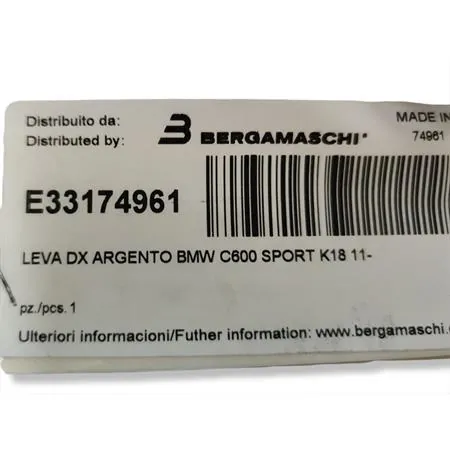 Distribuito da:
Distributed by:
BERGAMASCHI
MADE IN
74961
E33174961
LEVA DX ARGENTO BMW C600 SPORT K18 11-
pz./pcs. 1
Ulteriori informacioni/Futher information: www.bergamaschi.